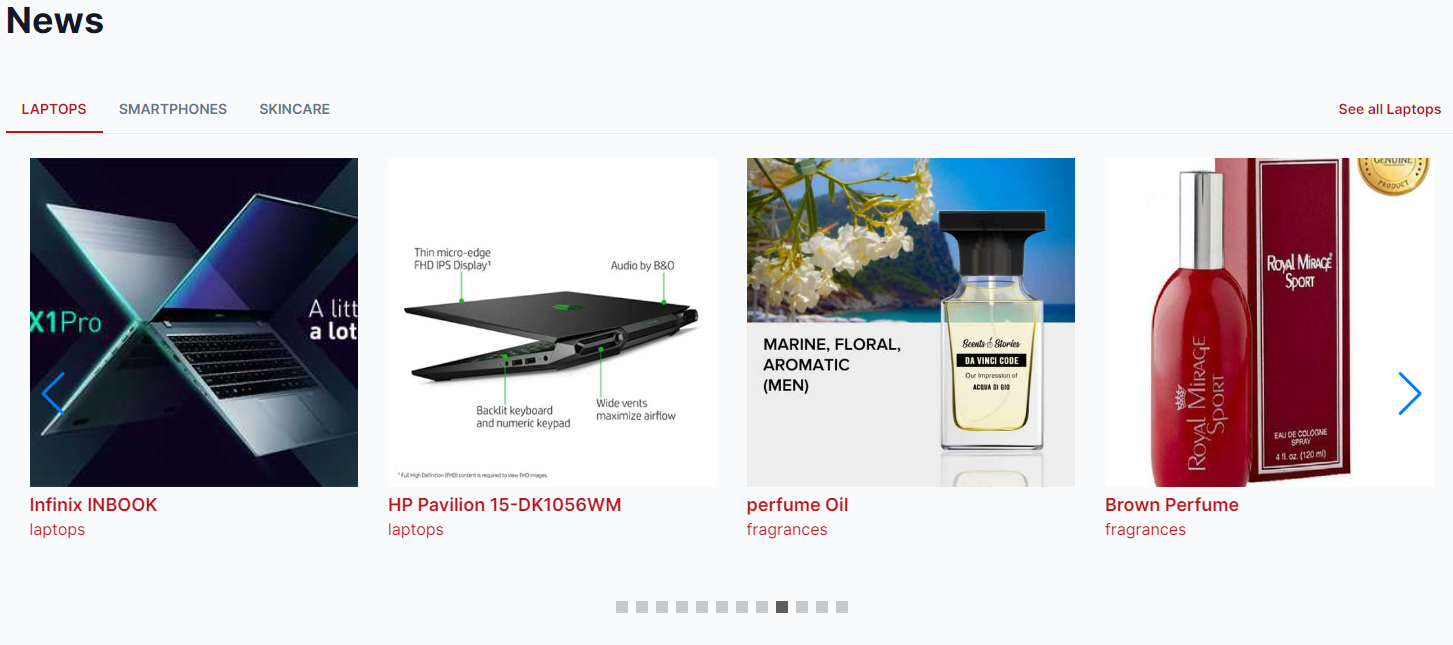 News
LAPTOPS
SMARTPHONES
SKINCARE
See all Laptops
X1Pro
A litt
a lot
Infinix INBOOK
laptops
Thin micro-edge
FHD IPS Display¹
Audio by B&O
Backlit keyboard
and numeric keypad
Wide vents
maximize airflow
¹ Full High Definition (FHD) content is required to view FHD images.
HP Pavilion 15-DK1056WM
laptops
MARINE, FLORAL,
AROMATIC
(MEN)
Scents & Stories
DA VINCI CODE
Our Impression of
ACQUA DI GIO
perfume Oil
fragrances
GENUINE
PRODUCT
ROYAL MIRAGE
SPORT
ROYAL MIRAGE
SPORT
EAU DE COLOGNE
SPRAY
4 fl. oz. (120 ml)
Brown Perfume
fragrances